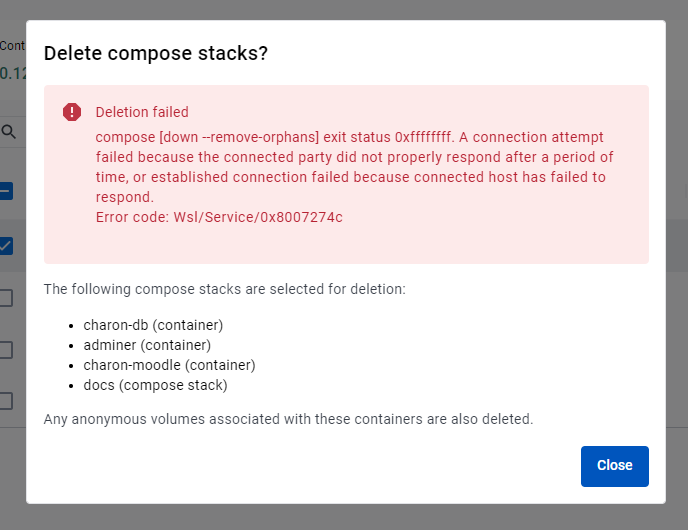 Cont
Delete compose stacks?
0.12
Deletion failed
compose [down --remove-orphans] exit status 0xffffffff. A connection attempt
failed because the connected party did not properly respond after a period of
time, or established connection failed because connected host has failed to
respond.
Error code: Wsl/Service/0x8007274c
The following compose stacks are selected for deletion:
• charon-db (container)
• adminer (container)
• charon-moodle (container)
• docs (compose stack)
Any anonymous volumes associated with these containers are also deleted.
Close